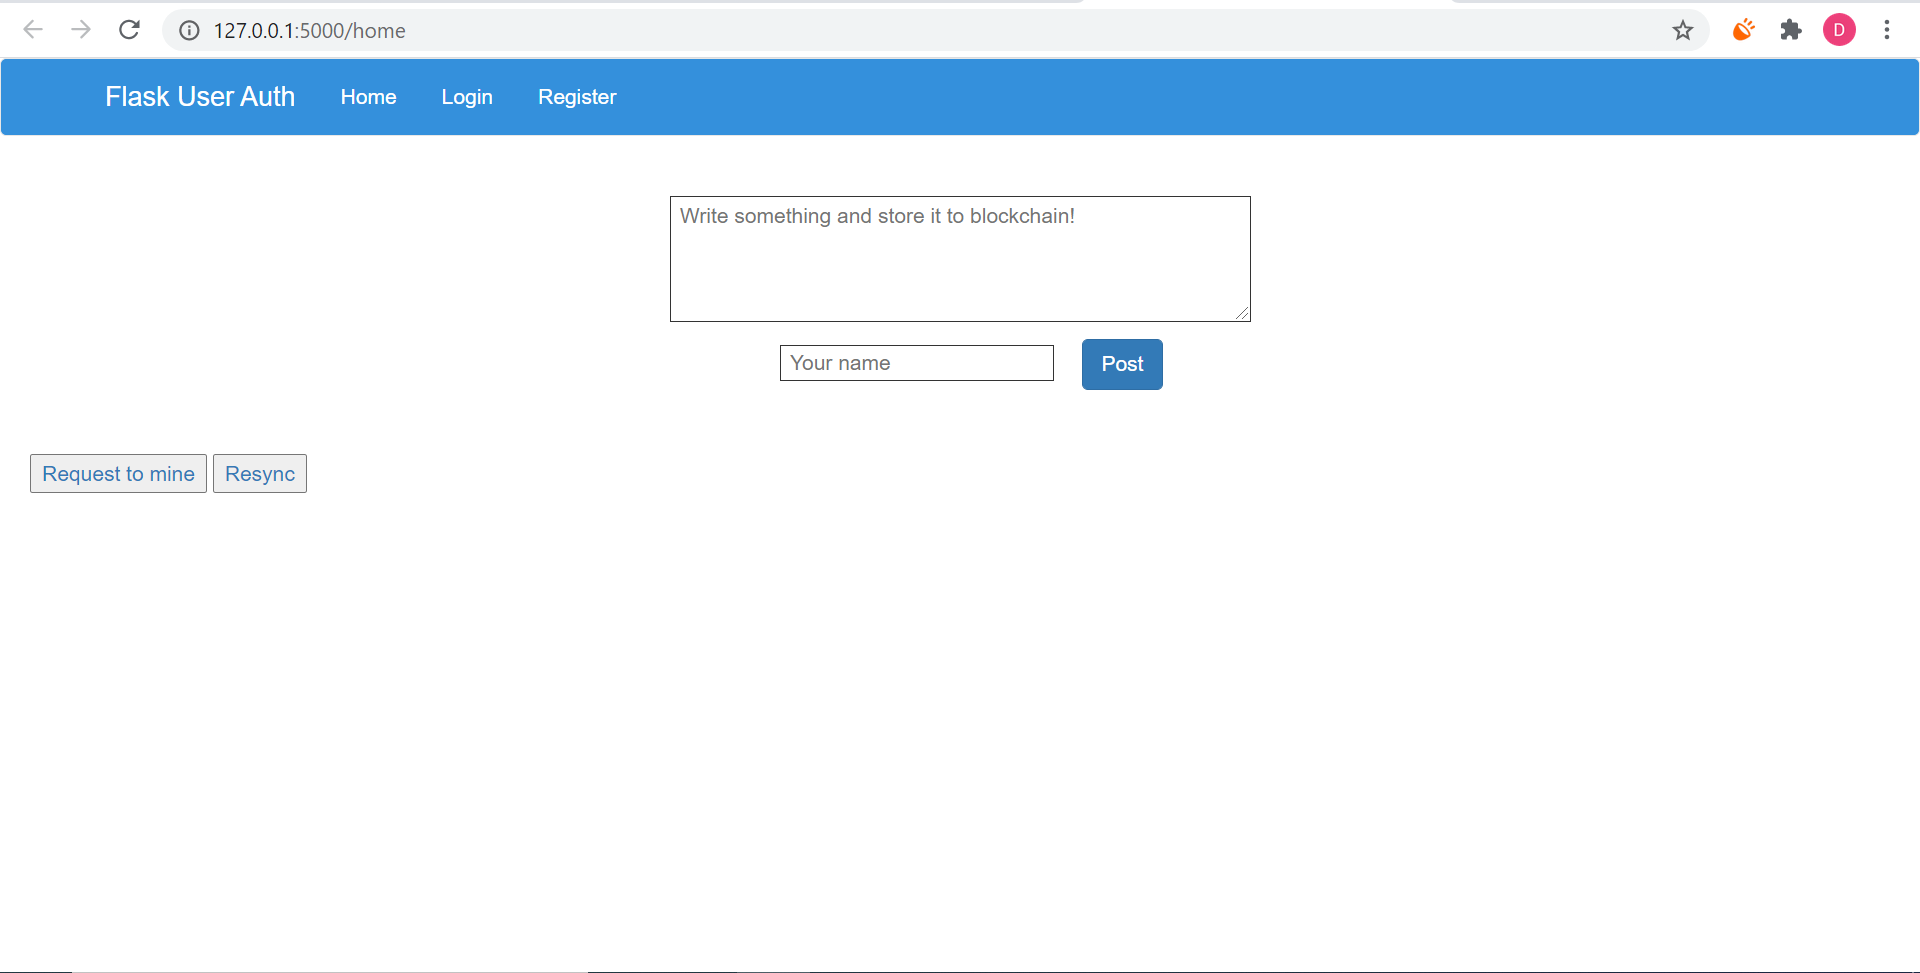 127.0.0.1:5000/home
D
Flask User Auth Home Login Register
Write something and store it to blockchain!
Your name Post
Request to mine Resync